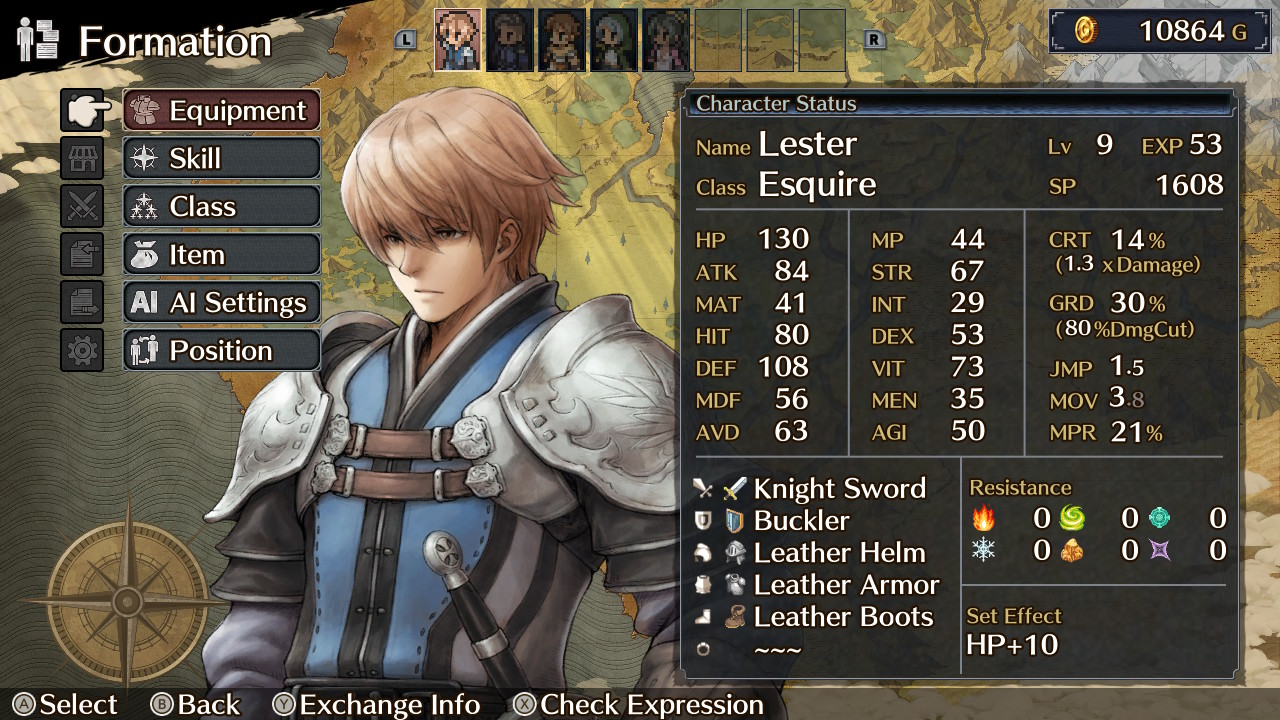 Formation
L
R
10864 G
Equipment
Skill
Class
Item
AI AI Settings
Position
Character Status
Name Lester
Lv 9 EXP 53
Class Esquire
SP 1608
HP 130
ATK 84
MAT 41
HIT 80
DEF 108
MDF 56
AVD 63
MP 44
STR 67
INT 29
DEX 53
VIT 73
MEN 35
AGI 50
CRT 14%
(1.3 xDamage)
GRD 30%
(80%DmgCut)
JMP 1.5
MOV 3.8
MPR 21%
Knight Sword
Buckler
Leather Helm
Leather Armor
Leather Boots
~~~
Resistance
0 0 0
0 0 0
Set Effect
HP+10
A Select B Back Y Exchange Info X Check Expression